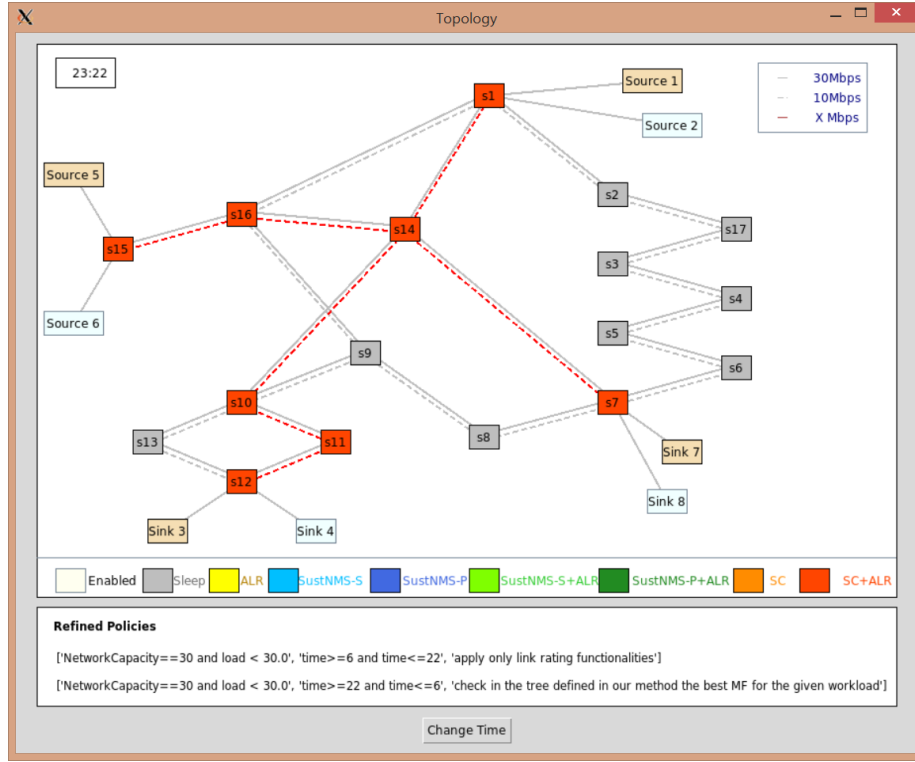 Topology
23:22
Source 1
s1
30Mbps
10Mbps
X Mbps
Source 2
Source 5
s2
s16
s14
s17
s15
s3
s4
Source 6
s5
s9
s6
s10
s7
s13
s11
s8
Sink 7
s12
Sink 8
Sink 3
Sink 4
Enabled Sleep ALR SustNMS-S SustNMS-P SustNMS-S+ALR SustNMS-P+ALR SC SC+ALR
Refined Policies
['NetworkCapacity==30 and load < 30.0', 'time>=6 and time<=22', 'apply only link rating functionalities']
['NetworkCapacity==30 and load < 30.0', 'time>=22 and time<=6', 'check in the tree defined in our method the best MF for the given workload']
Change Time